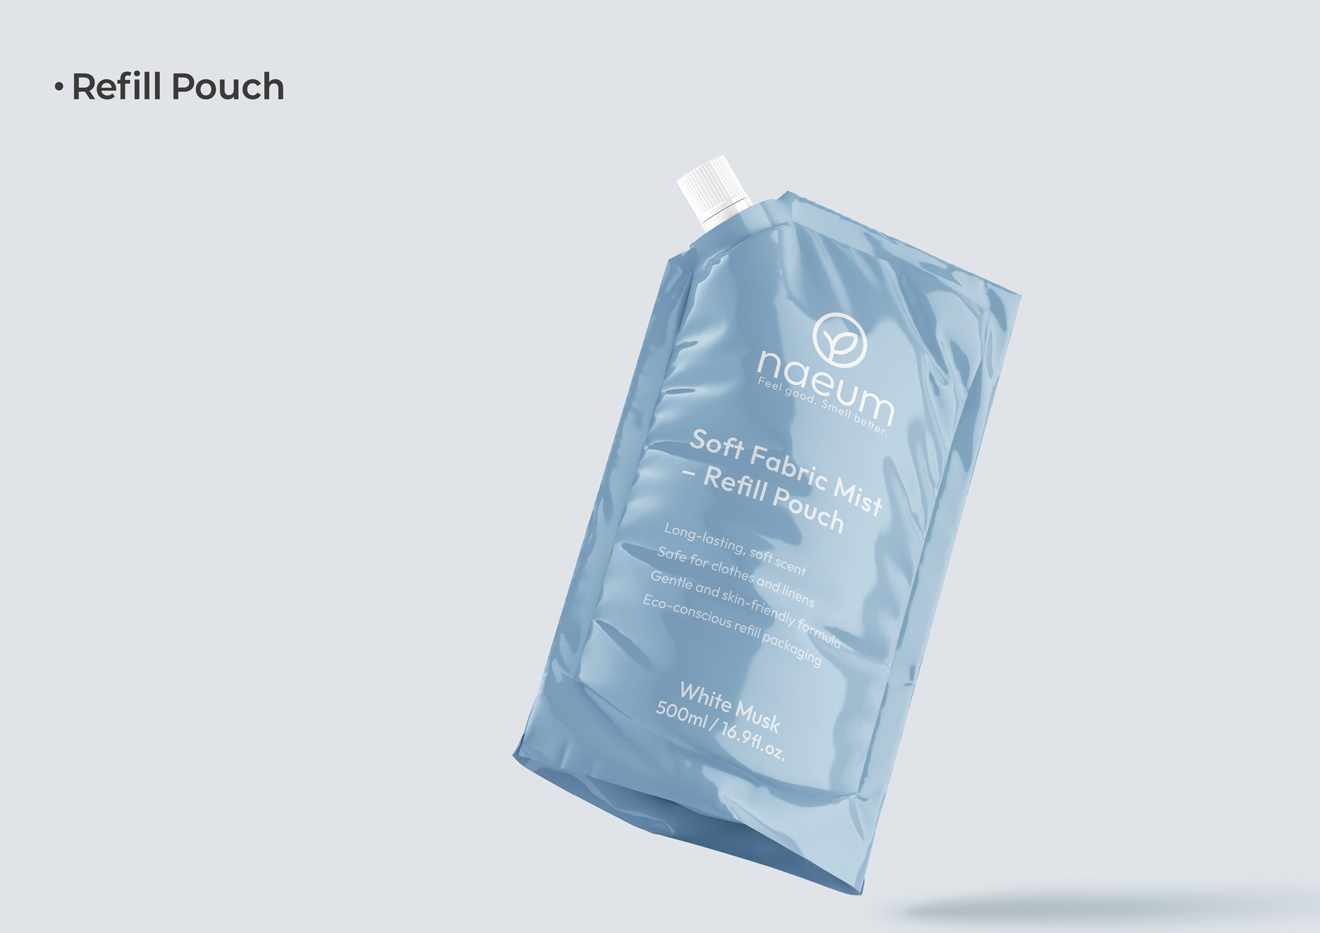 • Refill Pouch
naeum
Feel good. Smell better.
Soft Fabric Mist
– Refill Pouch
Long-lasting, soft scent
Safe for clothes and linens
Gentle and skin-friendly formula
Eco-conscious refill packaging
White Musk
500ml / 16.9fl.oz.